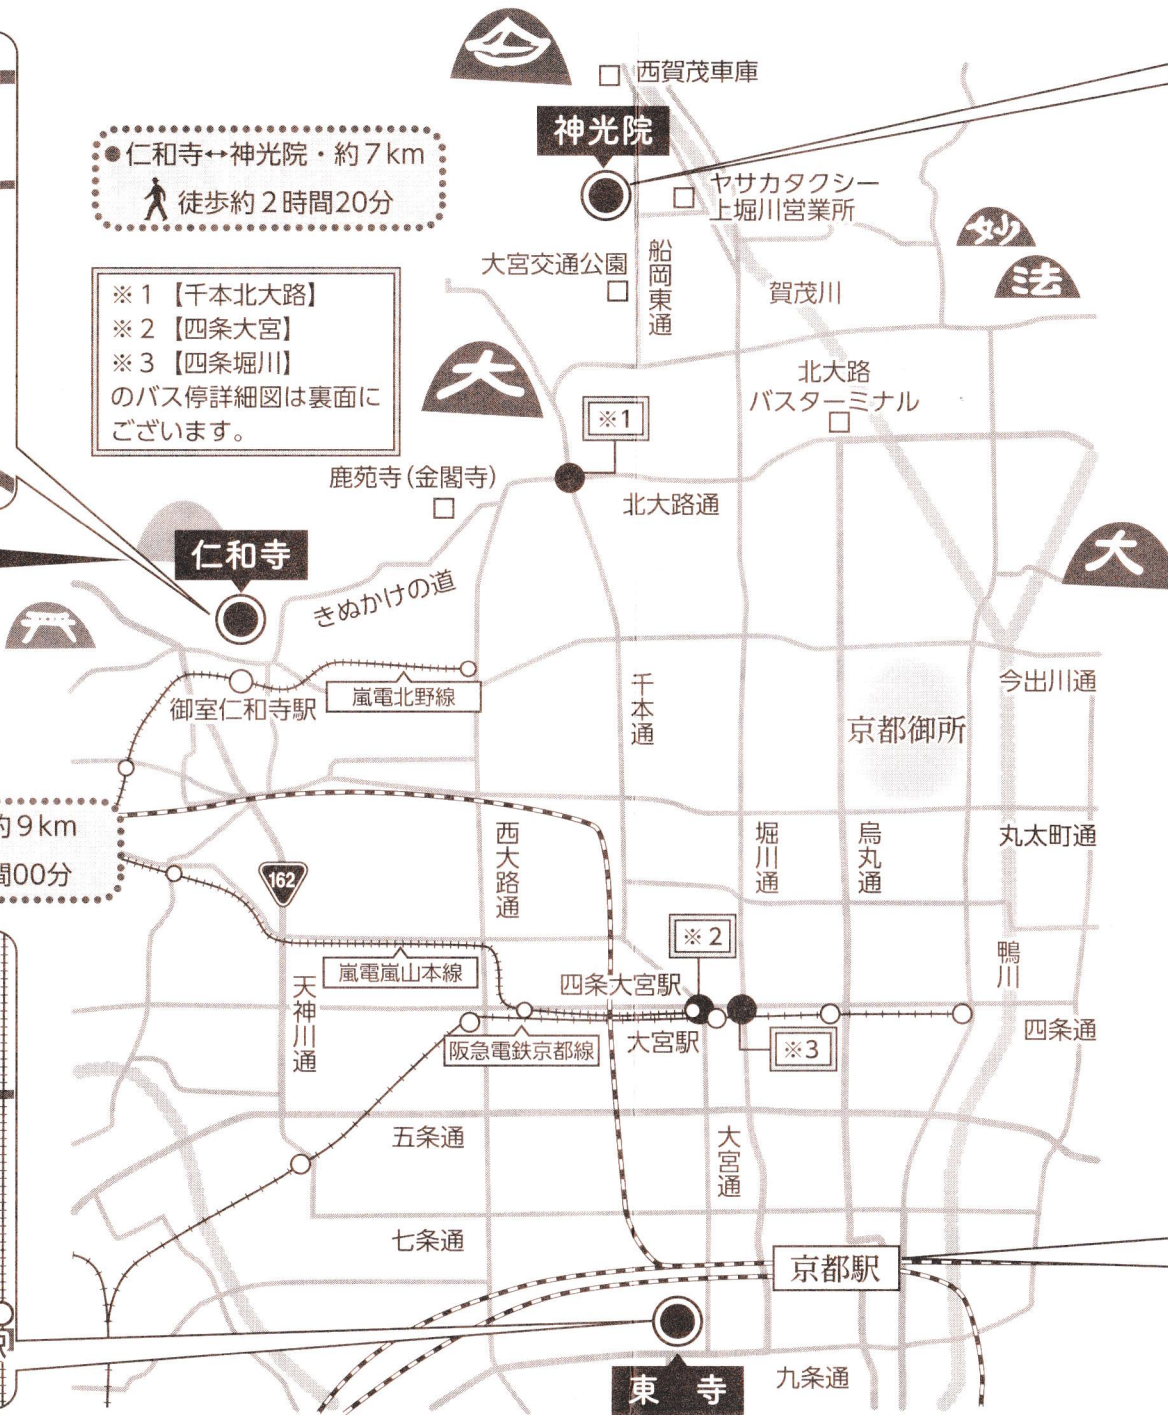 西賀茂車庫
神光院
●仁和寺↔神光院・約7km
徒歩約2時間20分
ヤサカタクシー
上堀川営業所
妙
法
大宮交通公園
船岡東通
賀茂川
※1【千本北大路】
※2【四条大宮】
※3【四条堀川】
のバス停詳細図は裏面に
ございます。
大
北大路
バスターミナル
※1
鹿苑寺(金閣寺)
北大路通
大
仁和寺
きぬかけの道
御室仁和寺駅
嵐電北野線
千本通
今出川通
京都御所
約9km
間00分
162
西大路通
堀川通
烏丸通
丸太町通
※2
鴨川
嵐電嵐山本線
四条大宮駅
天神川通
阪急電鉄京都線
大宮駅
※3
四条通
五条通
大宮通
七条通
京都駅
東寺
九条通